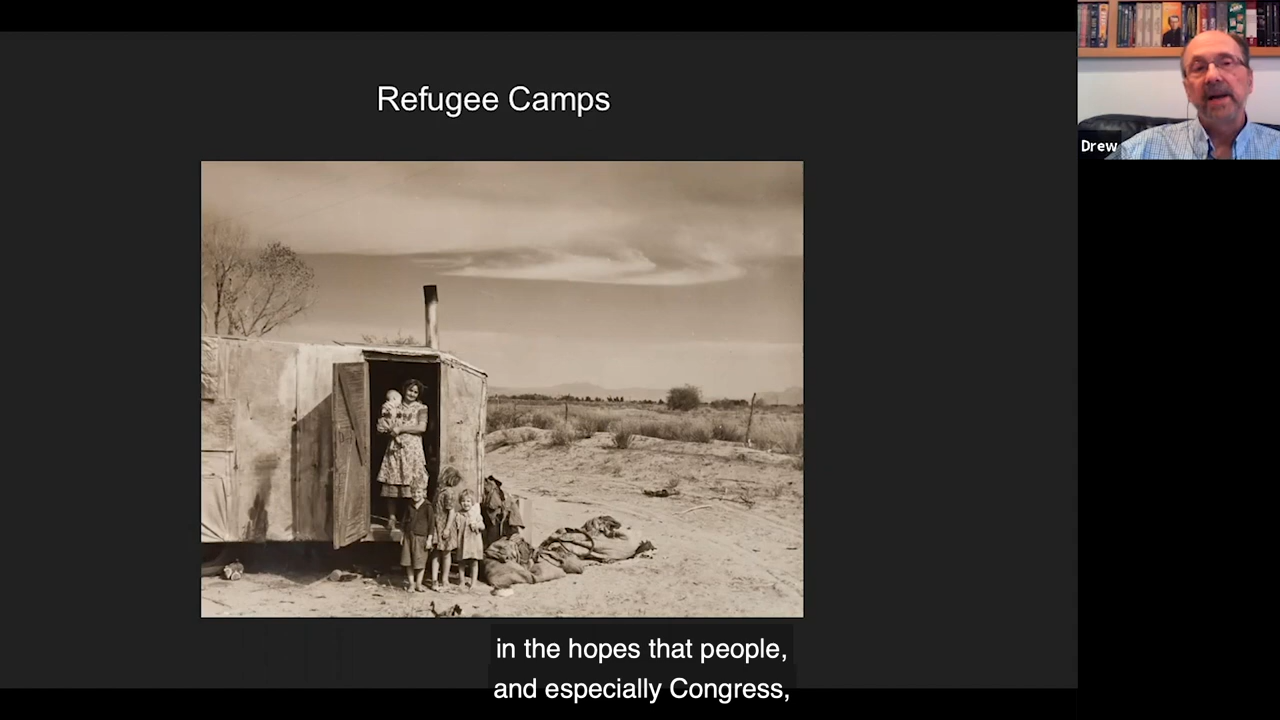 Refugee Camps
Drew
in the hopes that people,
and especially Congress,